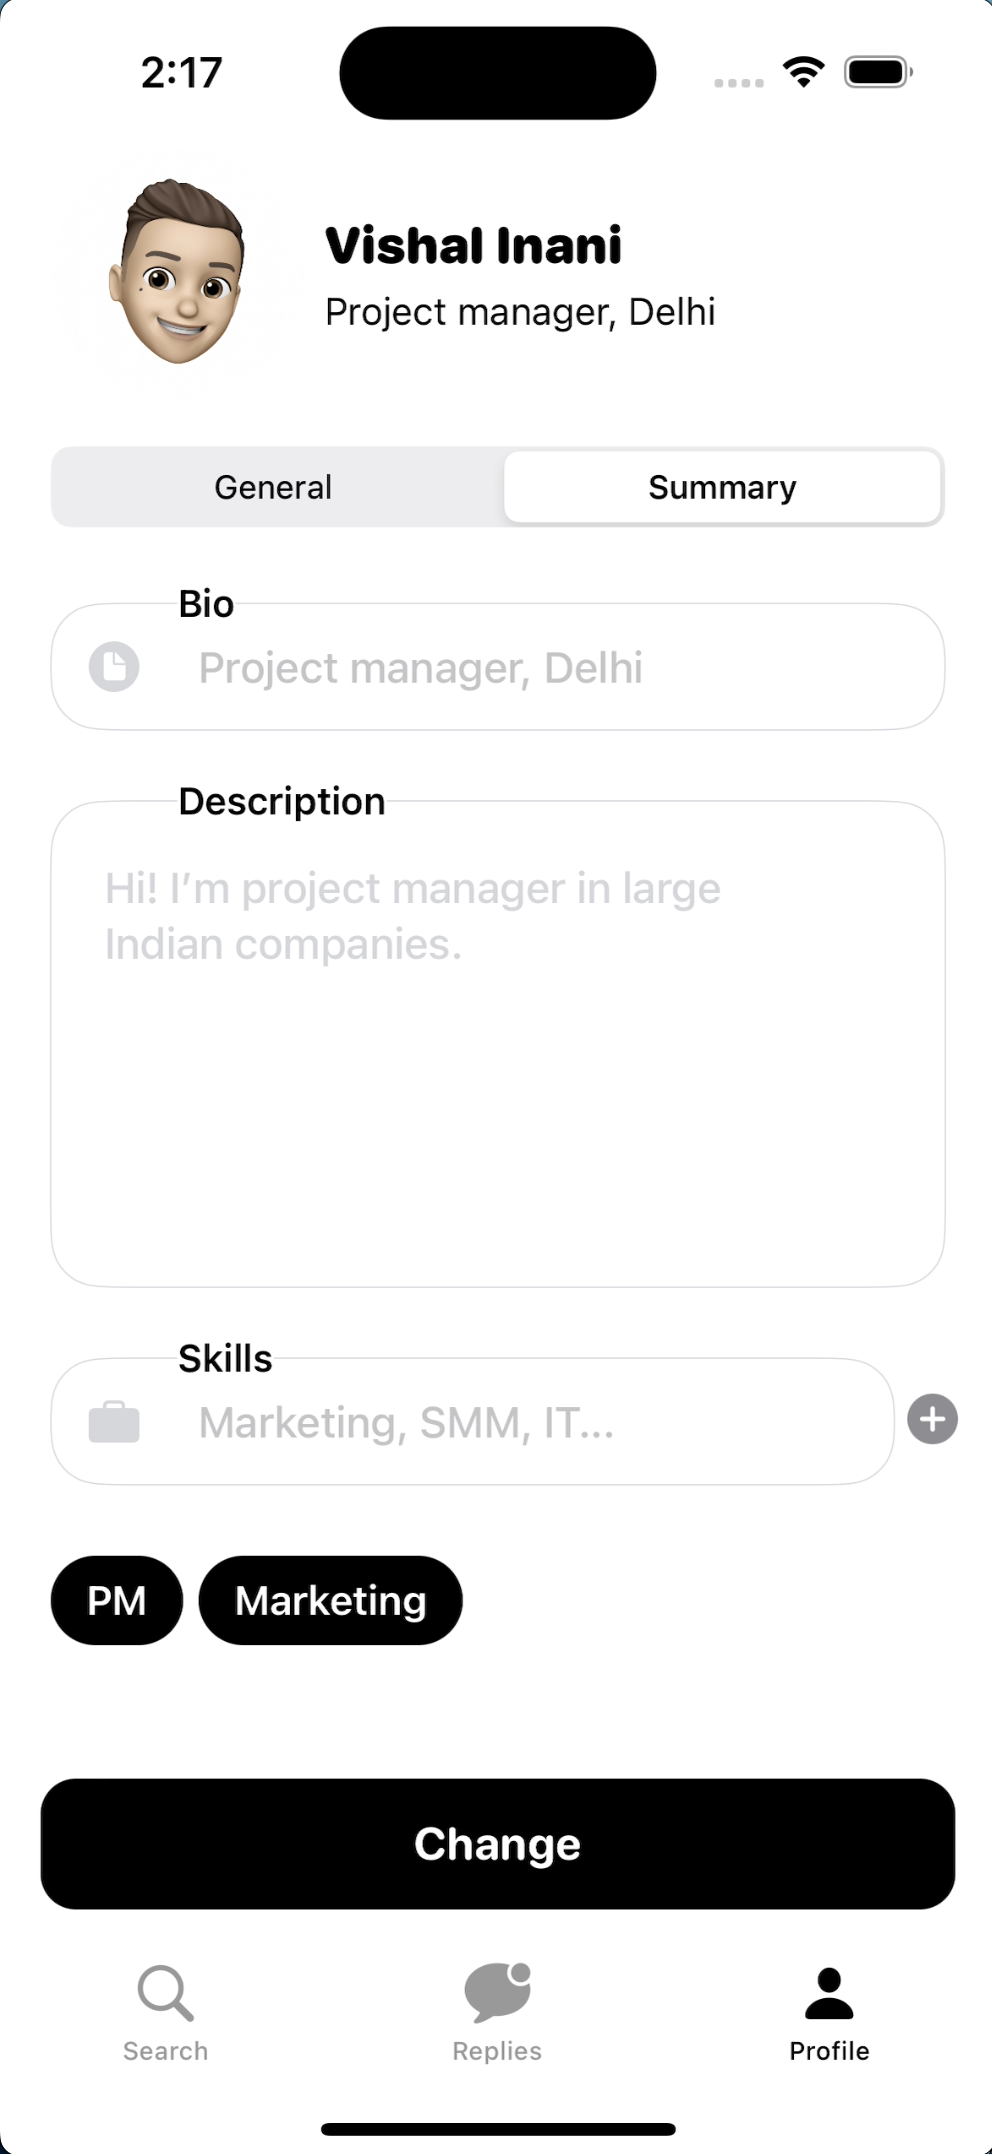 2:17
Vishal Inani
Project manager, Delhi
General
Summary
Bio
Project manager, Delhi
Description
Hi! I’m project manager in large
Indian companies.
Skills
Marketing, SMM, IT...
PM
Marketing
Change
Search
Replies
Profile